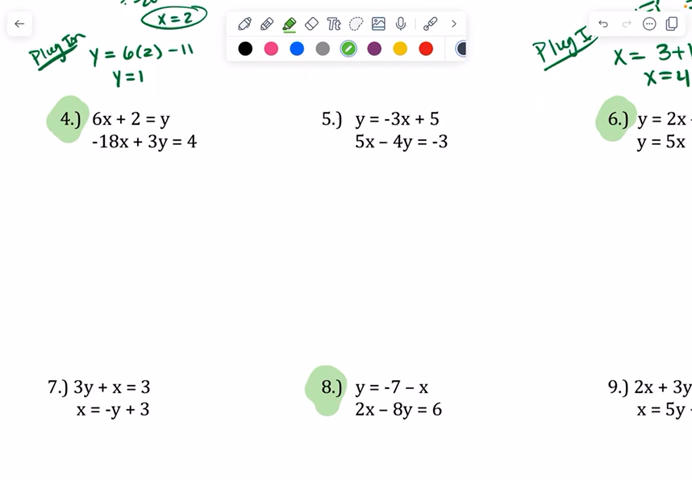 x = 2
Plug In
y = 6(2) - 11
y = 1
Plug I
x = 3+1
x = 4
Tt
4.) 6x + 2 = y
-18x + 3y = 4
5.) y = -3x + 5
5x – 4y = -3
6.) y = 2x
y = 5x
7.) 3y + x = 3
x = -y + 3
8.) y = -7 – x
2x – 8y = 6
9.) 2x + 3y
x = 5y